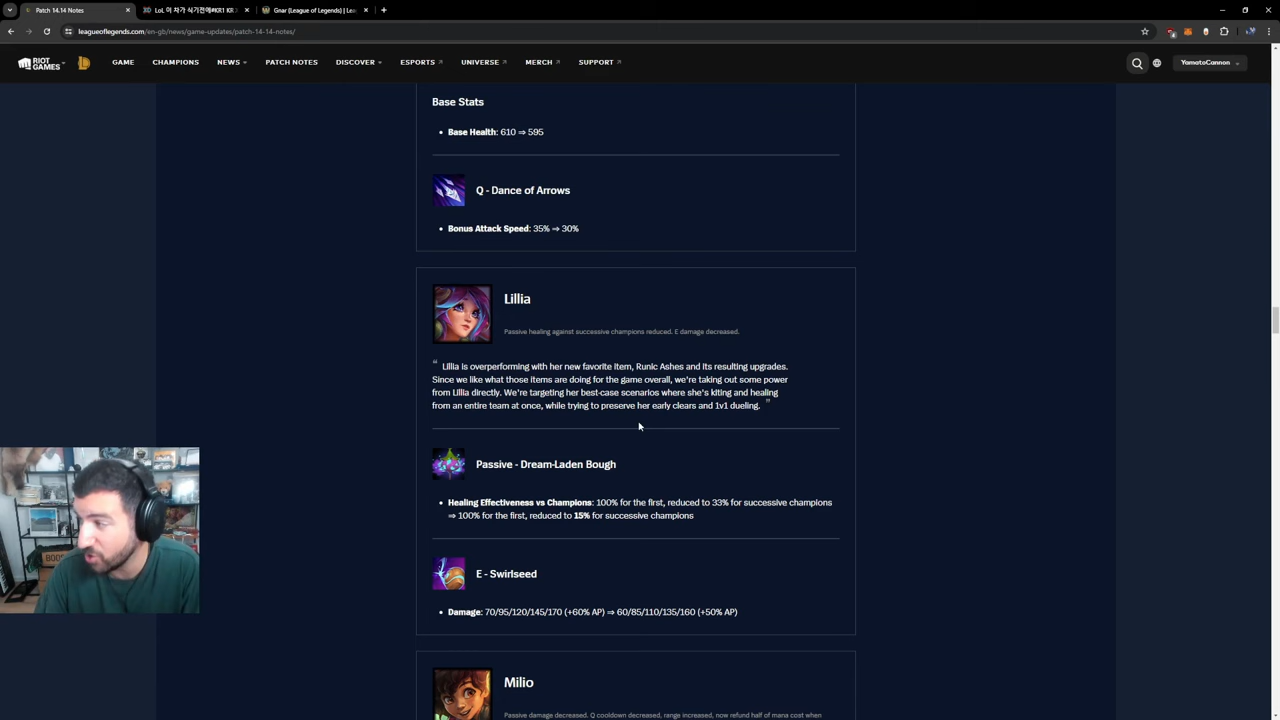 Patch 14.14 Notes
LoL 이 차가 식기전에#KR1 KR
Gnar (League of Legends) | Lea
leagueoflegends.com/en-gb/news/game-updates/patch-14-14-notes/
RIOT GAMES
GAME
CHAMPIONS
NEWS
PATCH NOTES
DISCOVER
ESPORTS
UNIVERSE
MERCH
SUPPORT
YamatoCannon
Base Stats
• Base Health: 610 ⇒ 595
Q - Dance of Arrows
• Bonus Attack Speed: 35% ⇒ 30%
Lillia
Passive healing against successive champions reduced. E damage decreased.
“ Lillia is overperforming with her new favorite item, Runic Ashes and its resulting upgrades.
Since we like what those items are doing for the game overall, we're taking out some power
from Lillia directly. We're targeting her best-case scenarios where she's kiting and healing
from an entire team at once, while trying to preserve her early clears and 1v1 dueling. ”
Passive - Dream-Laden Bough
• Healing Effectiveness vs Champions: 100% for the first, reduced to 33% for successive champions
⇒ 100% for the first, reduced to 15% for successive champions
E - Swirlseed
• Damage: 70/95/120/145/170 (+60% AP) ⇒ 60/85/110/135/160 (+50% AP)
Milio
Passive damage decreased. Q cooldown decreased, range increased, now refund half of mana cost when